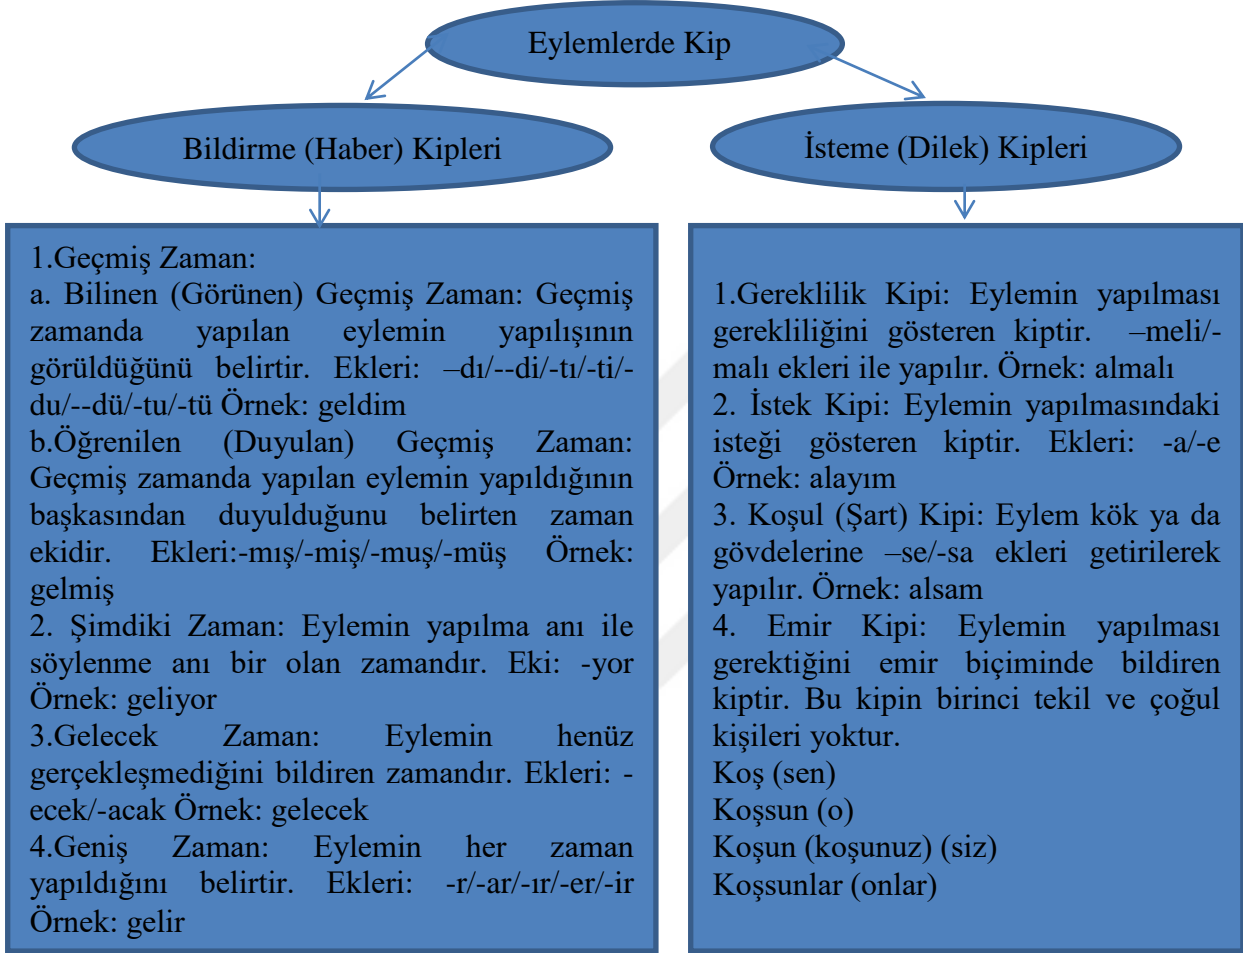 Eylemlerde Kip
Bildirme (Haber) Kipleri
İsteme (Dilek) Kipleri
1.Geçmiş Zaman:
a. Bilinen (Görünen) Geçmiş Zaman: Geçmiş
zamanda yapılan eylemin yapılışının
görüldüğünü belirtir. Ekleri: –dı/--di/-tı/-ti/-
du/--dü/-tu/-tü Örnek: geldim
b.Öğrenilen (Duyulan) Geçmiş Zaman:
Geçmiş zamanda yapılan eylemin yapıldığının
başkasından duyulduğunu belirten zaman
ekidir. Ekleri:-mış/-miş/-muş/-müş Örnek:
gelmiş
2. Şimdiki Zaman: Eylemin yapılma anı ile
söylenme anı bir olan zamandır. Eki: -yor
Örnek: geliyor
3.Gelecek Zaman: Eylemin henüz
gerçekleşmediğini bildiren zamandır. Ekleri: -
ecek/-acak Örnek: gelecek
4.Geniş Zaman: Eylemin her zaman
yapıldığını belirtir. Ekleri: -r/-ar/-ır/-er/-ir
Örnek: gelir
1.Gereklilik Kipi: Eylemin yapılması
gerekliliğini gösteren kiptir. –meli/-
malı ekleri ile yapılır. Örnek: almalı
2. İstek Kipi: Eylemin yapılmasındaki
isteği gösteren kiptir. Ekleri: -a/-e
Örnek: alayım
3. Koşul (Şart) Kipi: Eylem kök ya da
gövdelerine –se/-sa ekleri getirilerek
yapılır. Örnek: alsam
4. Emir Kipi: Eylemin yapılması
gerektiğini emir biçiminde bildiren
kiptir. Bu kipin birinci tekil ve çoğul
kişileri yoktur.
Koş (sen)
Koşsun (o)
Koşun (koşunuz) (siz)
Koşsunlar (onlar)